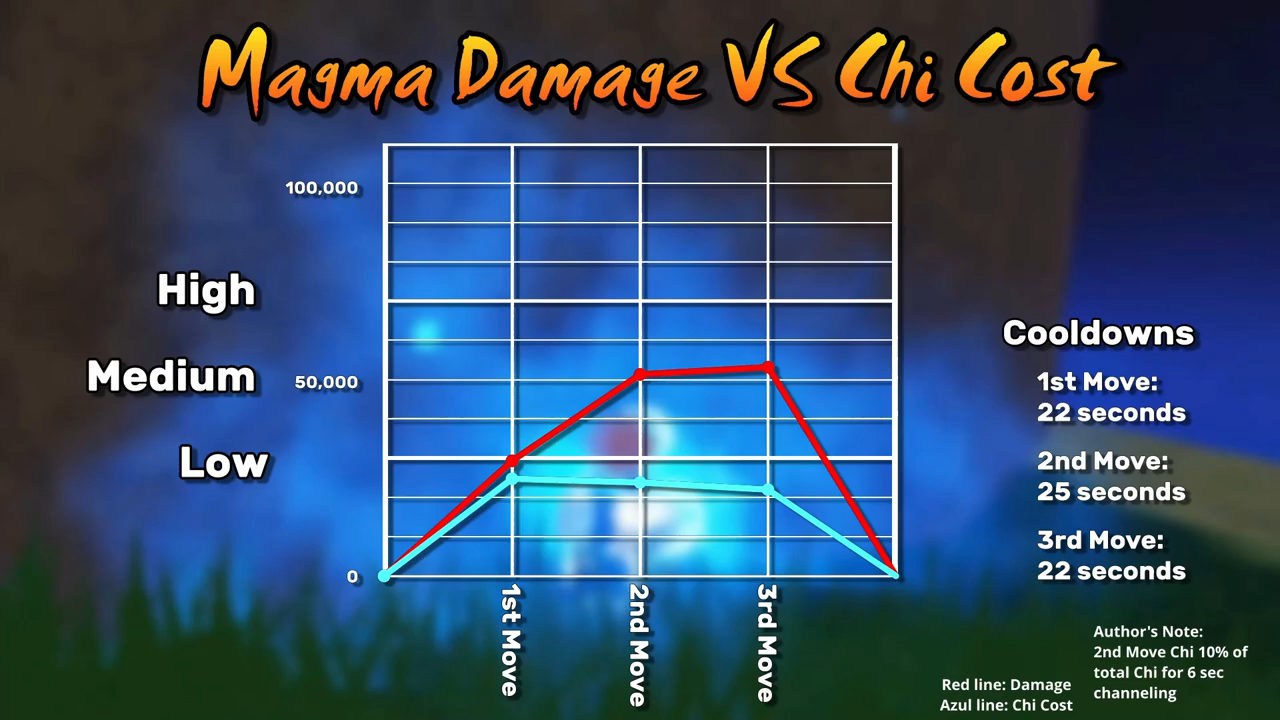 Magma Damage VS Chi Cost
100,000
High
Medium
50,000
Low
0
1st Move
2nd Move
3rd Move
Cooldowns
1st Move:
22 seconds
2nd Move:
25 seconds
3rd Move:
22 seconds
Author's Note:
2nd Move Chi 10% of
total Chi for 6 sec
channeling
Red line: Damage
Azul line: Chi Cost